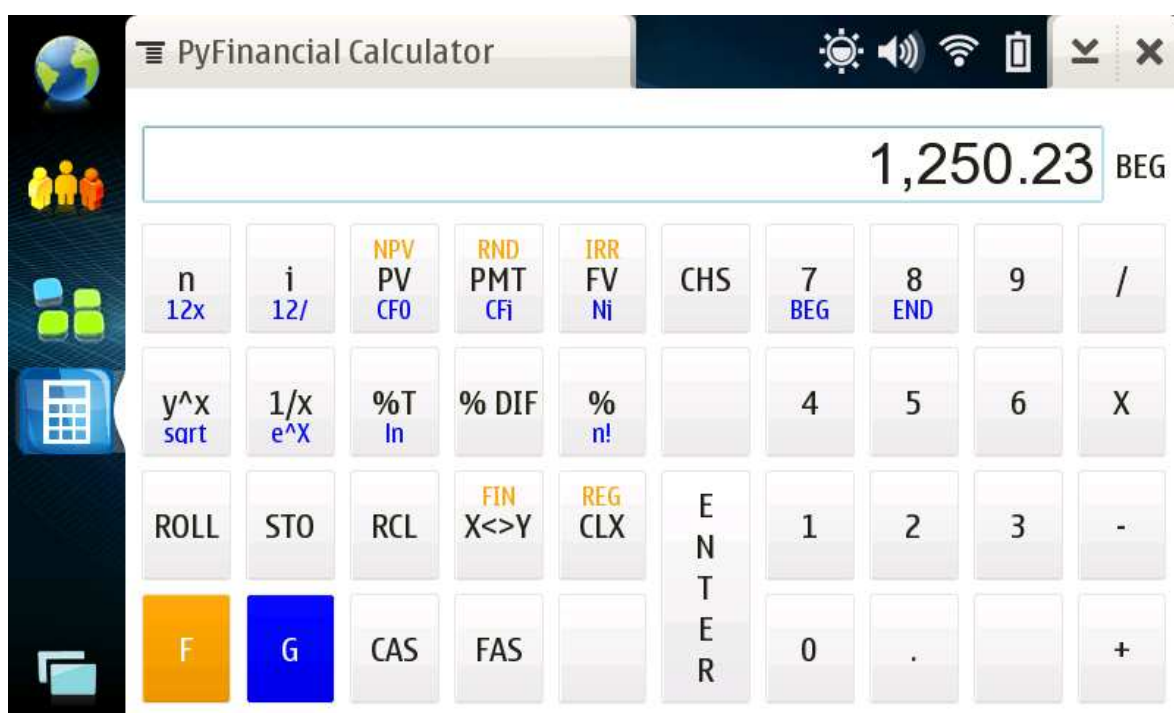 PyFinancial Calculator
1,250.23 BEG
NPV RND IRR
n i PV PMT FV CHS 7 8 9 /
12x 12/ CF0 CFj Nj BEG END
y^x 1/x %T % DIF % 4 5 6 X
sqrt e^X ln n!
FIN REG
ROLL STO RCL X<>Y CLX ENTER 1 2 3 -
F G CAS FAS 0 . +